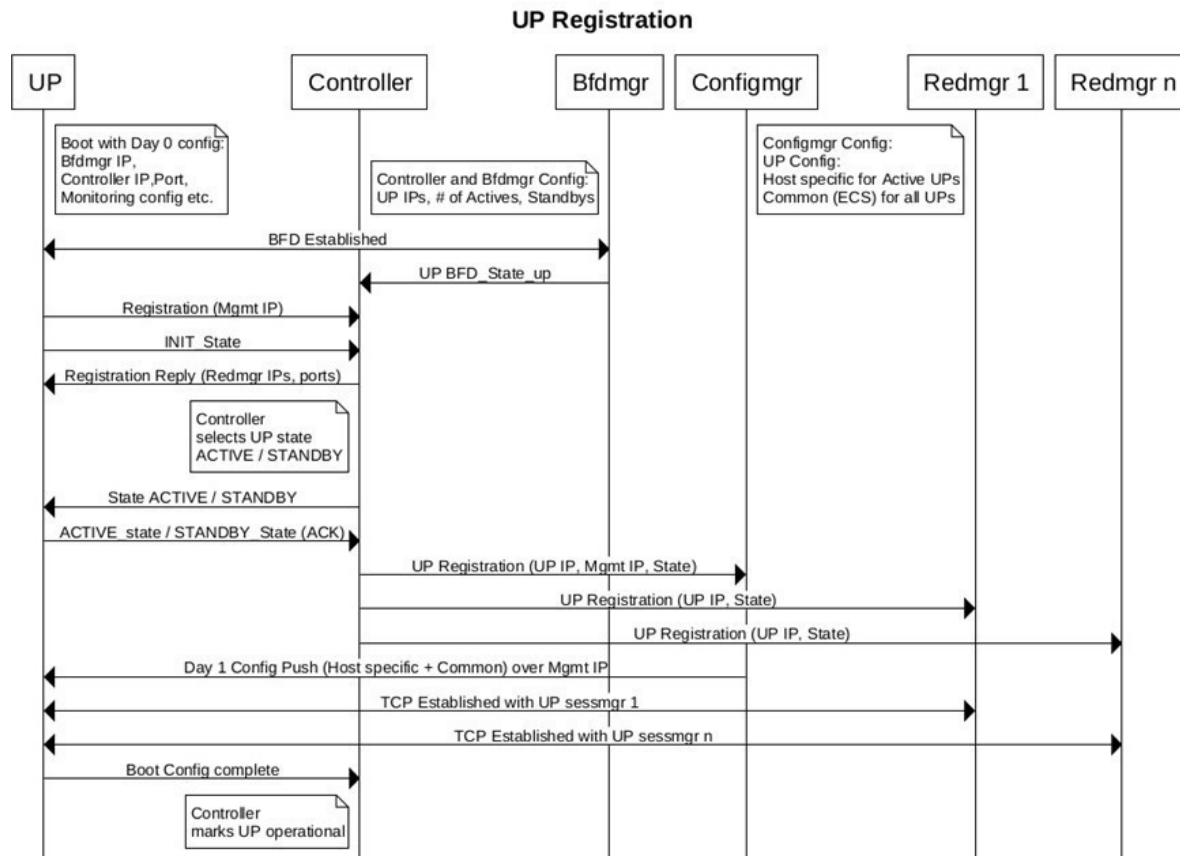 UP Registration
UP
Controller
Bfdmgr
Configmgr
Redmgr 1
Redmgr n
Boot with Day 0 config:
Bfdmgr IP,
Controller IP,Port,
Monitoring config etc.
Controller and Bfdmgr Config:
UP IPs, # of Actives, Standbys
Configmgr Config:
UP Config:
Host specific for Active UPs
Common (ECS) for all UPs
BFD Established
UP BFD_State_up
Registration (Mgmt IP)
INIT_State
Registration Reply (Redmgr IPs, ports)
Controller
selects UP state
ACTIVE / STANDBY
State ACTIVE / STANDBY
ACTIVE_state / STANDBY_State (ACK)
UP Registration (UP IP, Mgmt IP, State)
UP Registration (UP IP, State)
UP Registration (UP IP, State)
Day 1 Config Push (Host specific + Common) over Mgmt IP
TCP Established with UP sessmgr 1
TCP Established with UP sessmgr n
Boot Config complete
Controller
marks UP operational